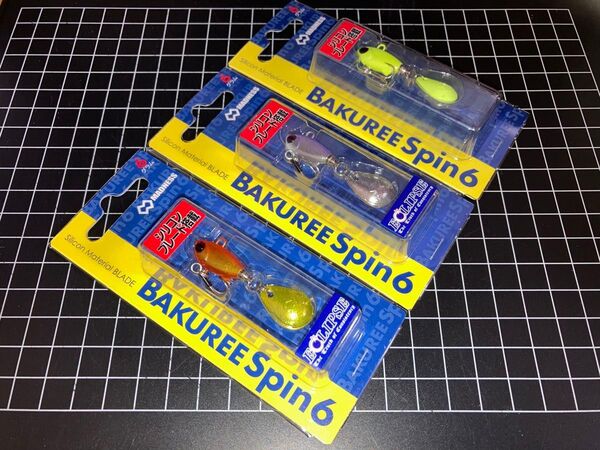 シリコン
ブレード搭載
Silicon Material BLADE
BAKUREE Spin6
MADNESS
シリコン
ブレード搭載
Silicon Material BLADE
BAKUREE Spin6
ECLIPSE
MADNESS
シリコン
ブレード搭載
Silicon Material BLADE
BAKUREE Spin6
ECLIPSE